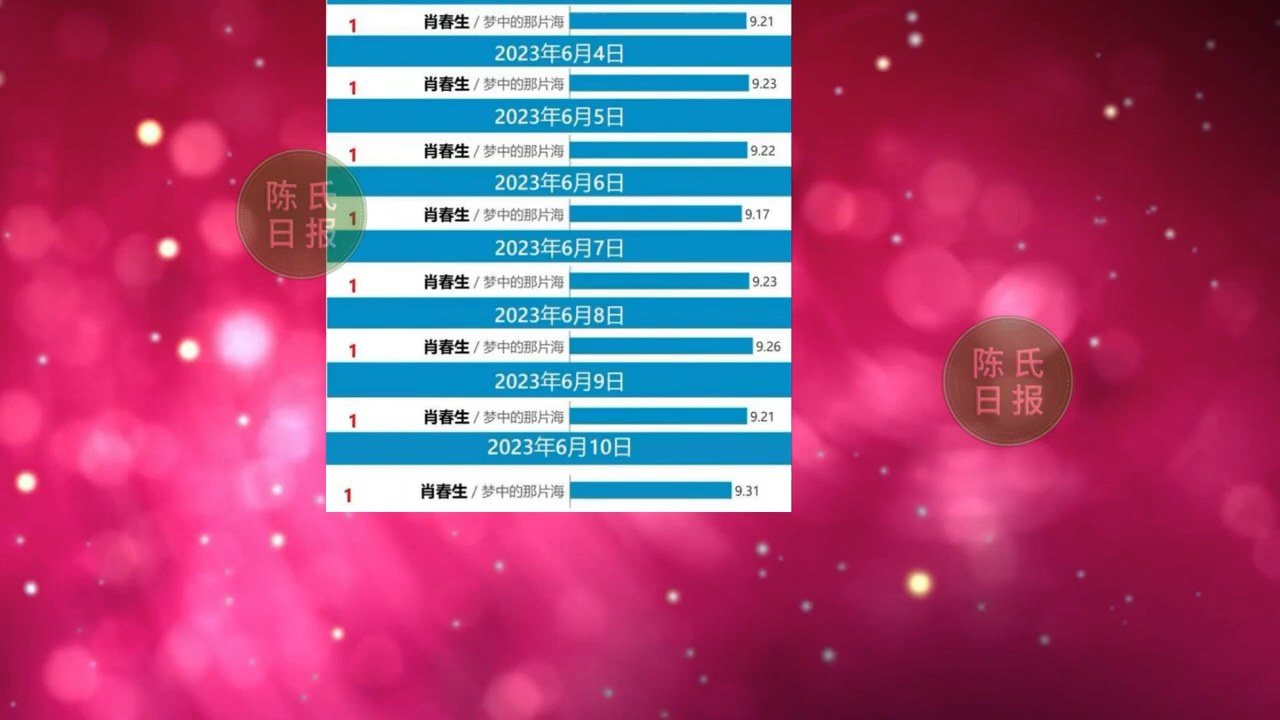 1 肖春生 / 梦中的那片海 9.21
2023年6月4日
1 肖春生 / 梦中的那片海 9.23
2023年6月5日
1 肖春生 / 梦中的那片海 9.22
2023年6月6日
1 肖春生 / 梦中的那片海 9.17
2023年6月7日
1 肖春生 / 梦中的那片海 9.23
2023年6月8日
1 肖春生 / 梦中的那片海 9.26
2023年6月9日
1 肖春生 / 梦中的那片海 9.21
2023年6月10日
1 肖春生 / 梦中的那片海 9.31
陈氏
日报
陈氏
日报